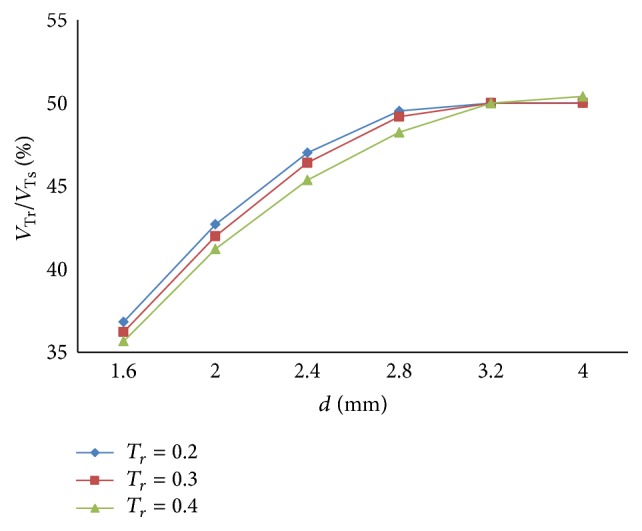 55
50
45
40
35
V_Tr/V_Ts (%)
1.6 2 2.4 2.8 3.2 4
d (mm)
T_r = 0.2
T_r = 0.3
T_r = 0.4